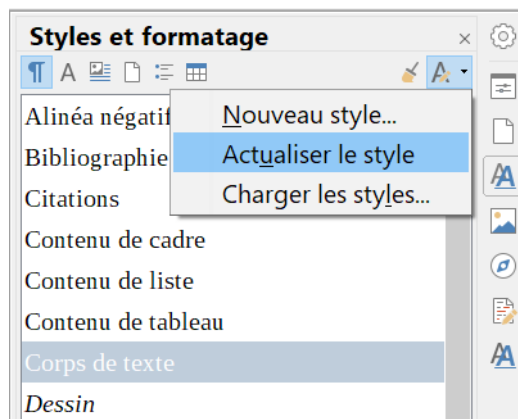 Styles et formatage
Alinéa négatif
Nouveau style...
Bibliographie
Actualiser le style
Citations
Charger les styles...
Contenu de cadre
Contenu de liste
Contenu de tableau
Corps de texte
Dessin